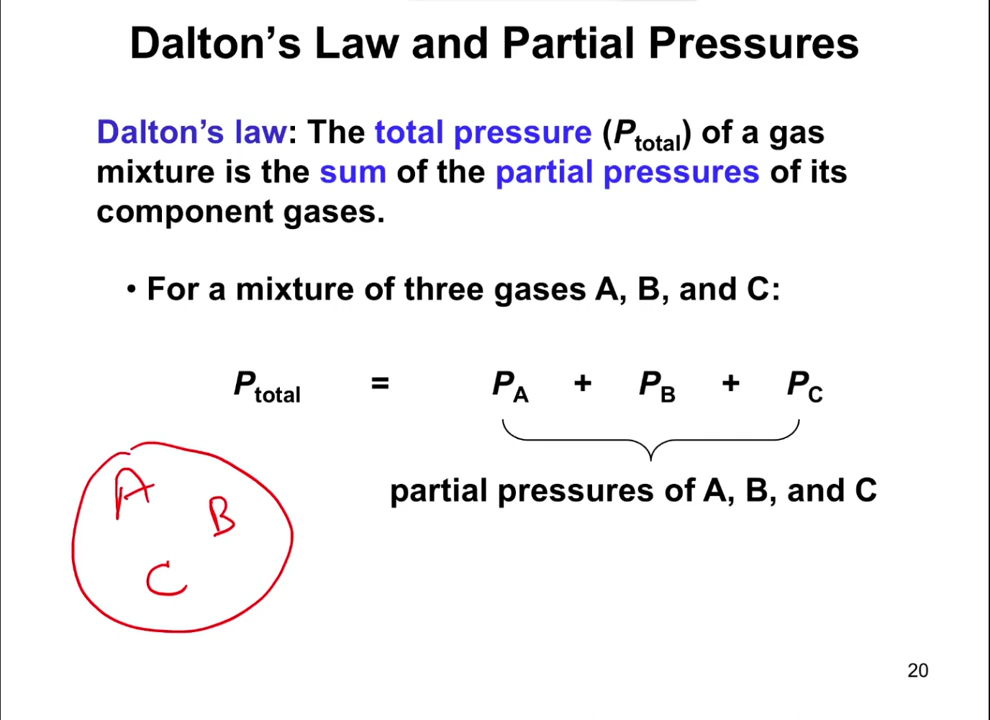 Dalton’s Law and Partial Pressures
Dalton’s law: The total pressure (Ptotal) of a gas
mixture is the sum of the partial pressures of its
component gases.
• For a mixture of three gases A, B, and C:
Ptotal = PA + PB + PC
partial pressures of A, B, and C
A
B
C
20